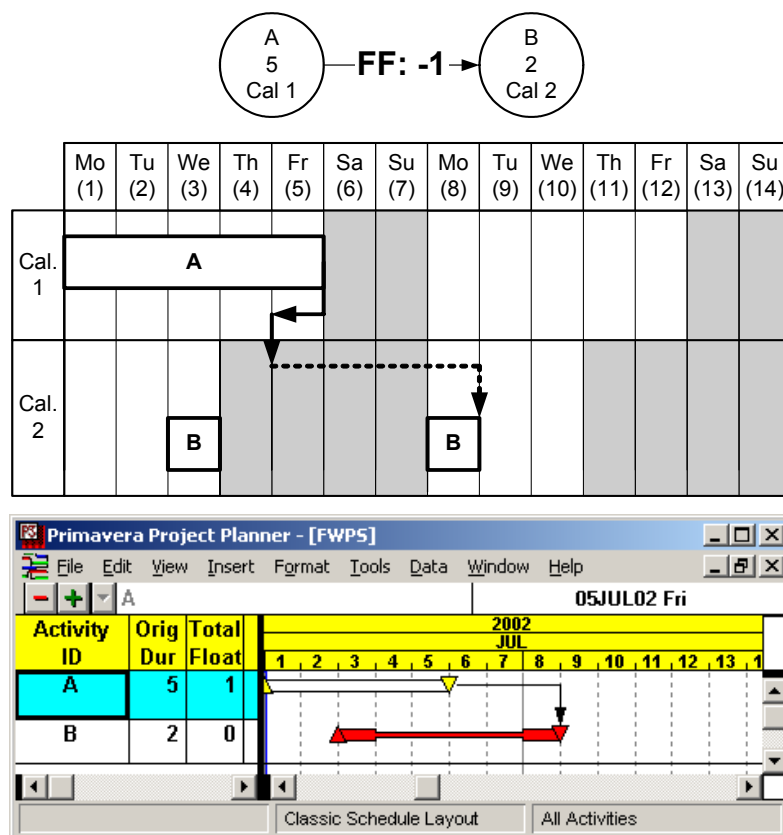 A
5
Cal 1
FF: -1
B
2
Cal 2
Mo Tu We Th Fr Sa Su Mo Tu We Th Fr Sa Su
(1) (2) (3) (4) (5) (6) (7) (8) (9) (10) (11) (12) (13) (14)
Cal.
1
A
Cal.
2
B B
Primavera Project Planner - [FWPS]
File Edit View Insert Format Tools Data Window Help
A 05JUL02 Fri
Activity Orig Total 2002
JUL
ID Dur Float 1 2 3 4 5 6 7 8 9 10 11 12 13 1
A 5 1
B 2 0
Classic Schedule Layout All Activities